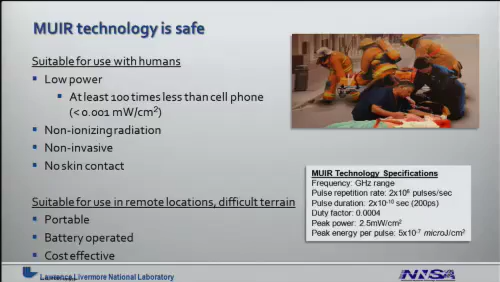 MUIR technology is safe
Suitable for use with humans
Low power
At least 100 times less than cell phone
(< 0.001 mW/cm²)
Non-ionizing radiation
Non-invasive
No skin contact
Suitable for use in remote locations, difficult terrain
Portable
Battery operated
Cost effective
MUIR Technology Specifications
Frequency: GHz range
Pulse repetition rate: 2x10⁶ pulses/sec
Pulse duration: 2x10⁻¹⁰ sec (200ps)
Duty factor: 0.0004
Peak power: 2.5mW/cm²
Peak energy per pulse: 5x10⁻⁷ microJ/cm²
Lawrence Livermore National Laboratory
NNSA